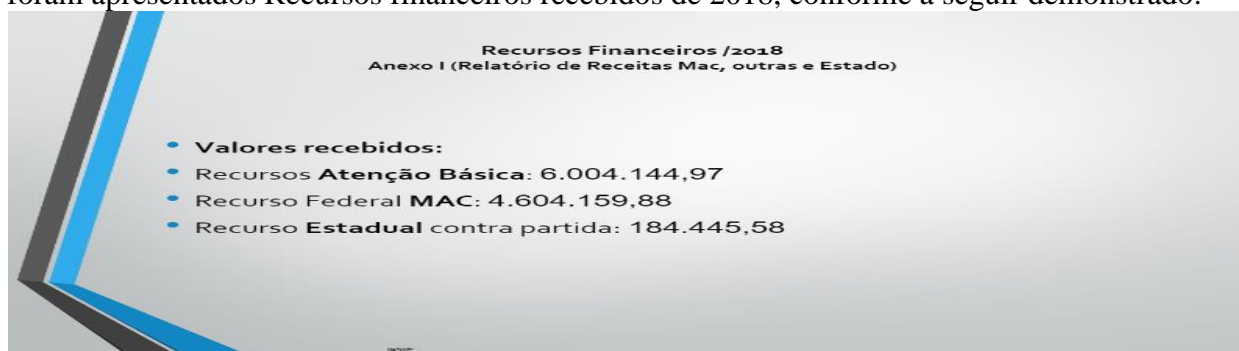 foram apresentados Recursos financeiros recebidos de 2018, conforme a seguir demonstrado:
Recursos Financeiros /2018
Anexo I (Relatório de Receitas Mac, outras e Estado)
• Valores recebidos:
• Recursos Atenção Básica: 6.004.144,97
• Recurso Federal MAC: 4.604.159,88
• Recurso Estadual contra partida: 184.445,58